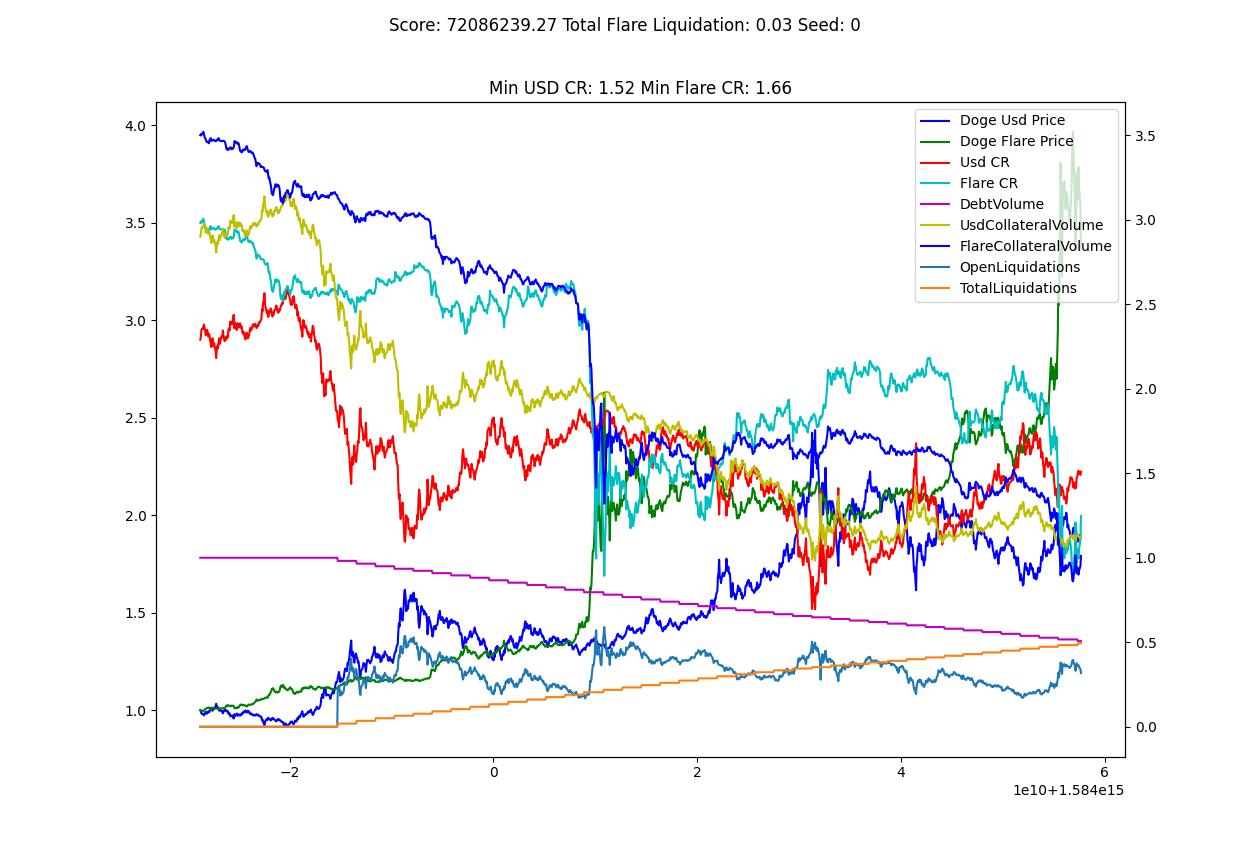 Score: 72086239.27 Total Flare Liquidation: 0.03 Seed: 0
Min USD CR: 1.52 Min Flare CR: 1.66
4.0
3.5
3.0
2.5
2.0
1.5
1.0
Doge Usd Price
Doge Flare Price
Usd CR
Flare CR
DebtVolume
UsdCollateralVolume
FlareCollateralVolume
OpenLiquidations
TotalLiquidations
3.5
3.0
2.5
2.0
1.5
1.0
0.5
0.0
−2
0
2
4
6
1e10+1.584e15